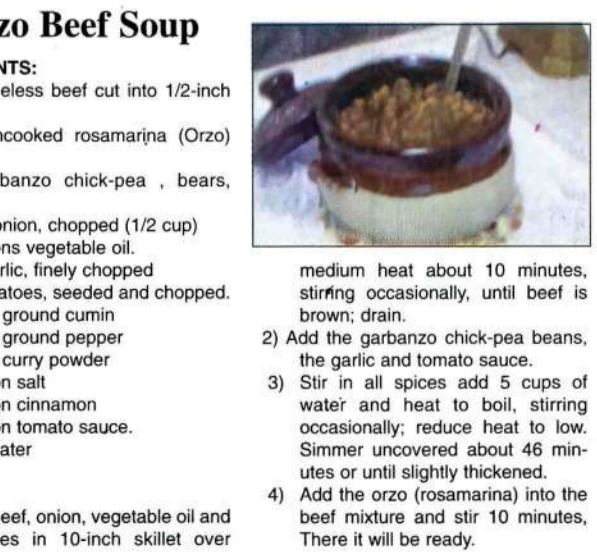 zo Beef Soup
NTS:
eless beef cut into 1/2-inch
ncooked rosamarina (Orzo)
banzo chick-pea , bears,
onion, chopped (1/2 cup)
ns vegetable oil.
rlic, finely chopped
atoes, seeded and chopped.
ground cumin
ground pepper
curry powder
n salt
n cinnamon
n tomato sauce.
ater
eef, onion, vegetable oil and
es in 10-inch skillet over
medium heat about 10 minutes,
stirring occasionally, until beef is
brown; drain.
2) Add the garbanzo chick-pea beans,
the garlic and tomato sauce.
3) Stir in all spices add 5 cups of
water and heat to boil, stirring
occasionally; reduce heat to low.
Simmer uncovered about 46 min-
utes or until slightly thickened.
4) Add the orzo (rosamarina) into the
beef mixture and stir 10 minutes,
There it will be ready.